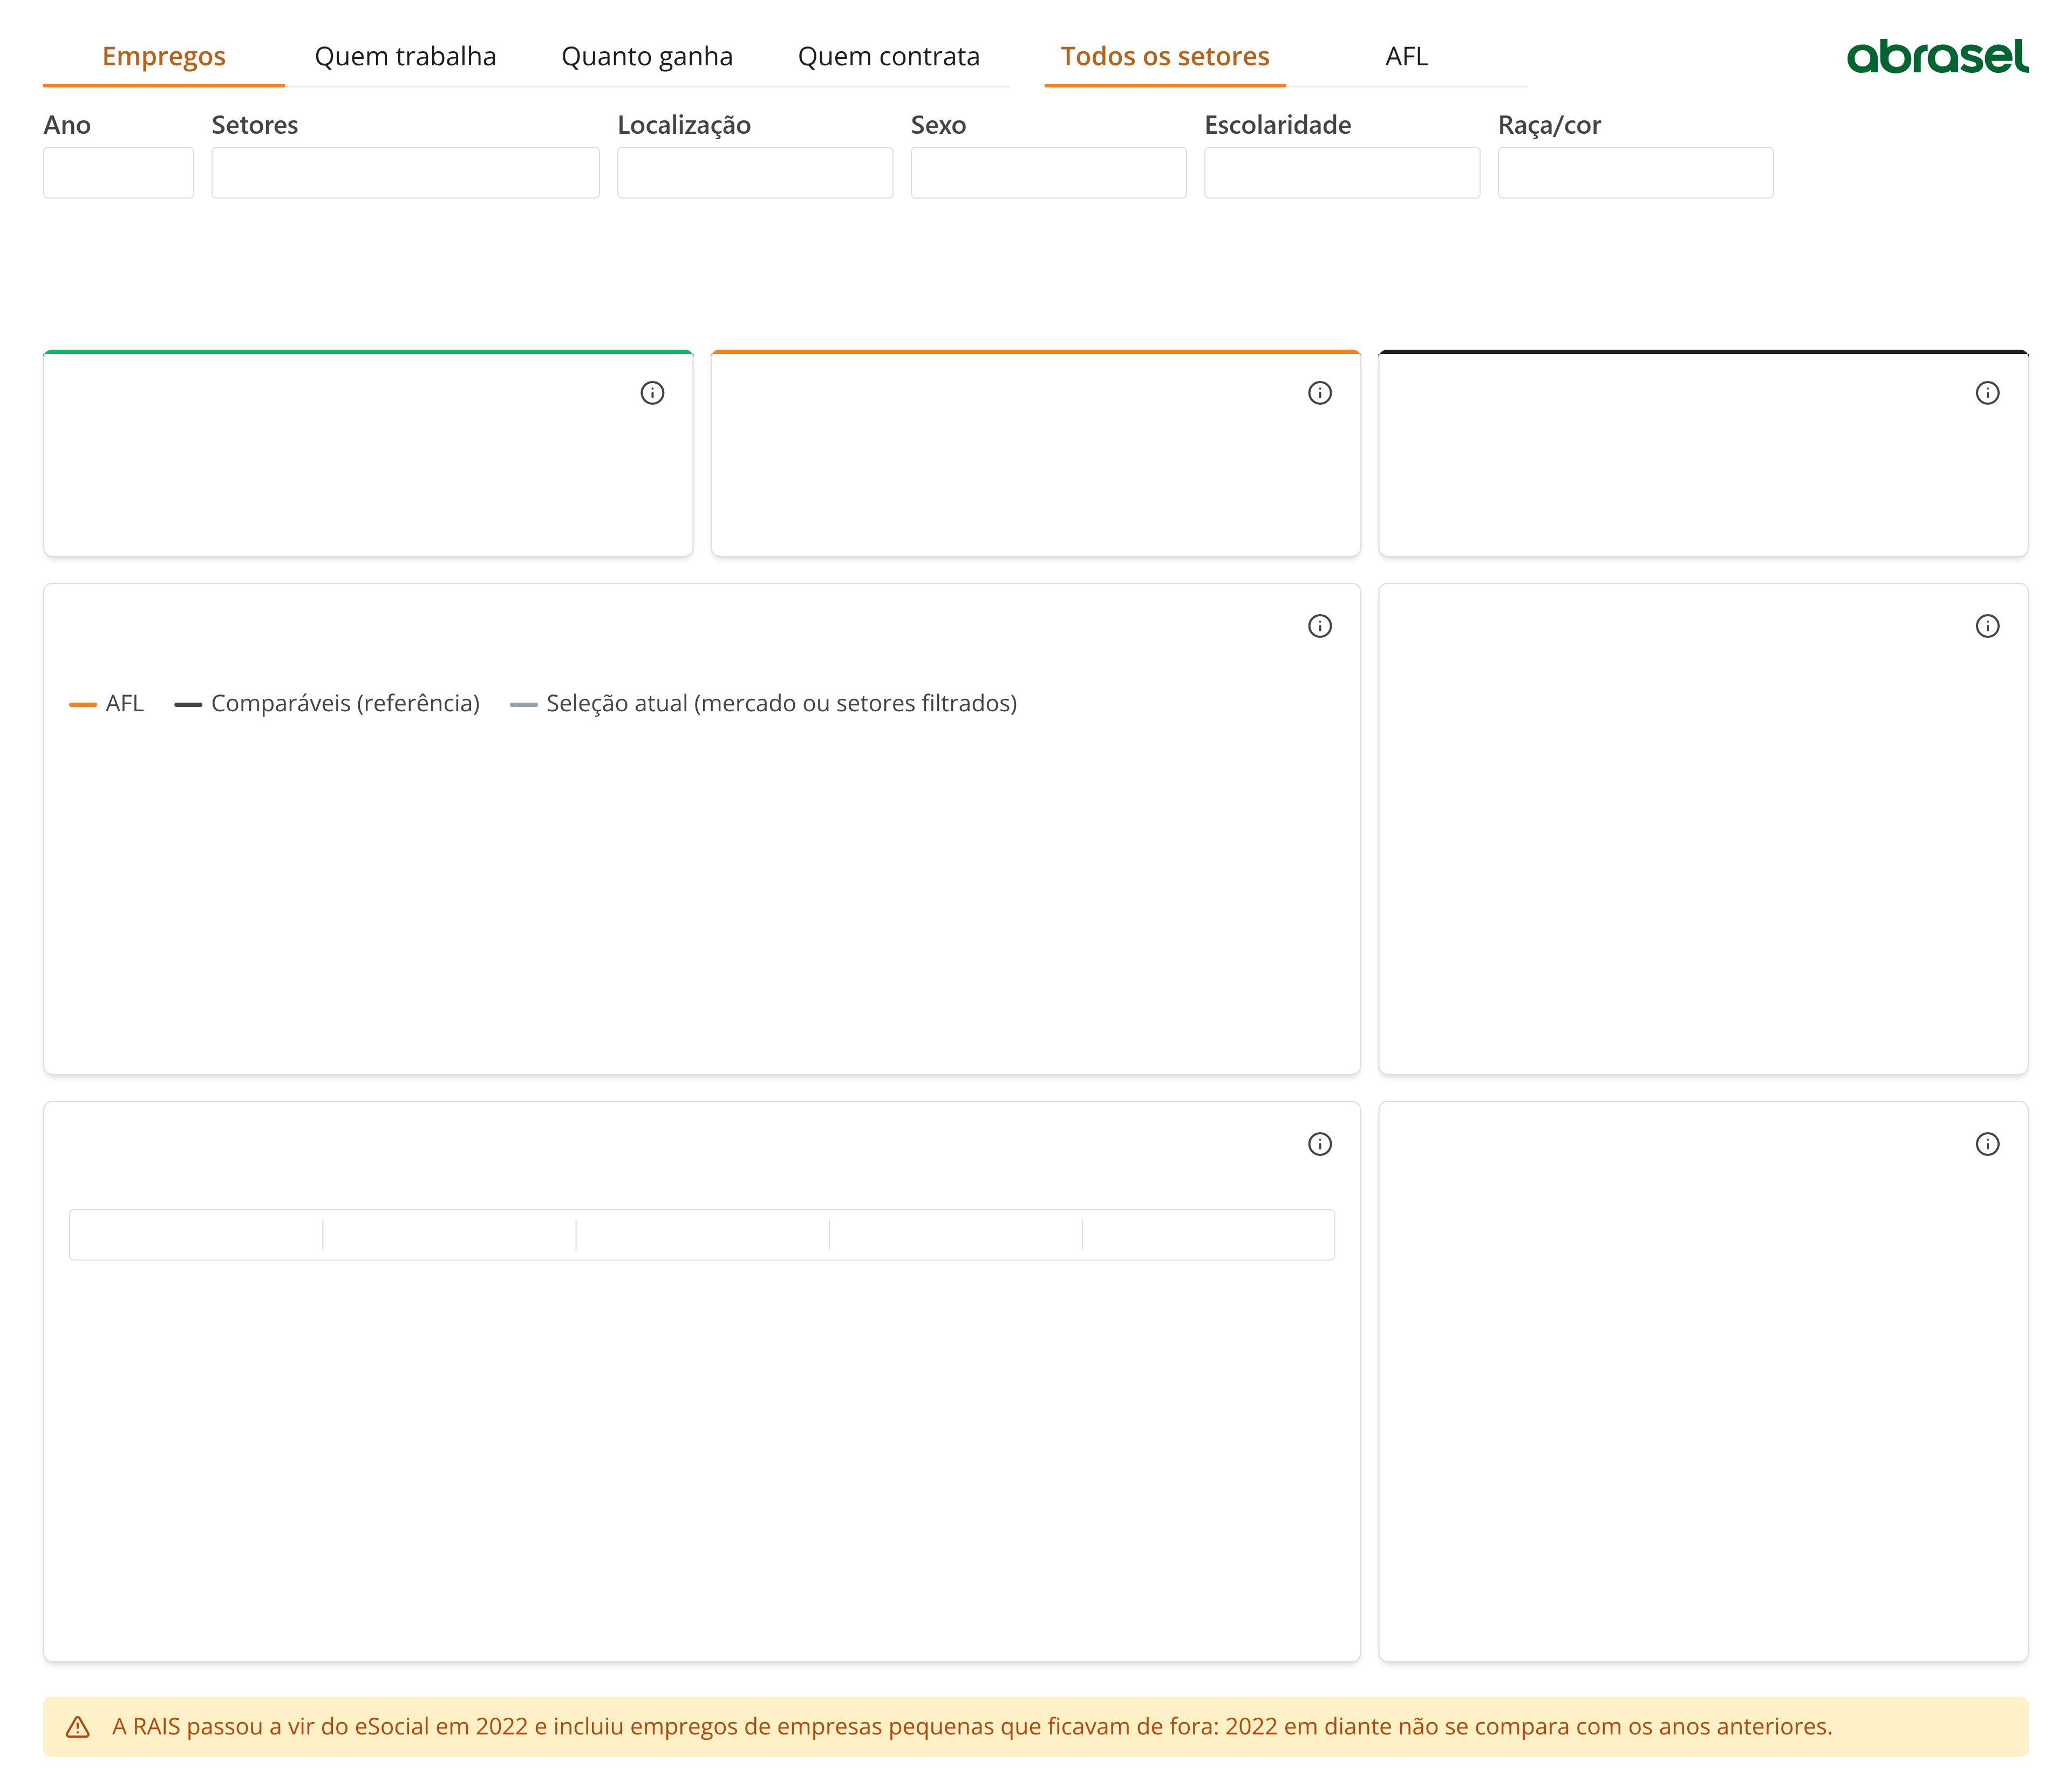 Empregos Quem trabalha Quanto ganha Quem contrata Todos os setores AFL abrasel
Ano Setores Localização Sexo Escolaridade Raça/cor
AFL Comparáveis (referência) Seleção atual (mercado ou setores filtrados)
A RAIS passou a vir do eSocial em 2022 e incluiu empregos de empresas pequenas que ficavam de fora: 2022 em diante não se compara com os anos anteriores.